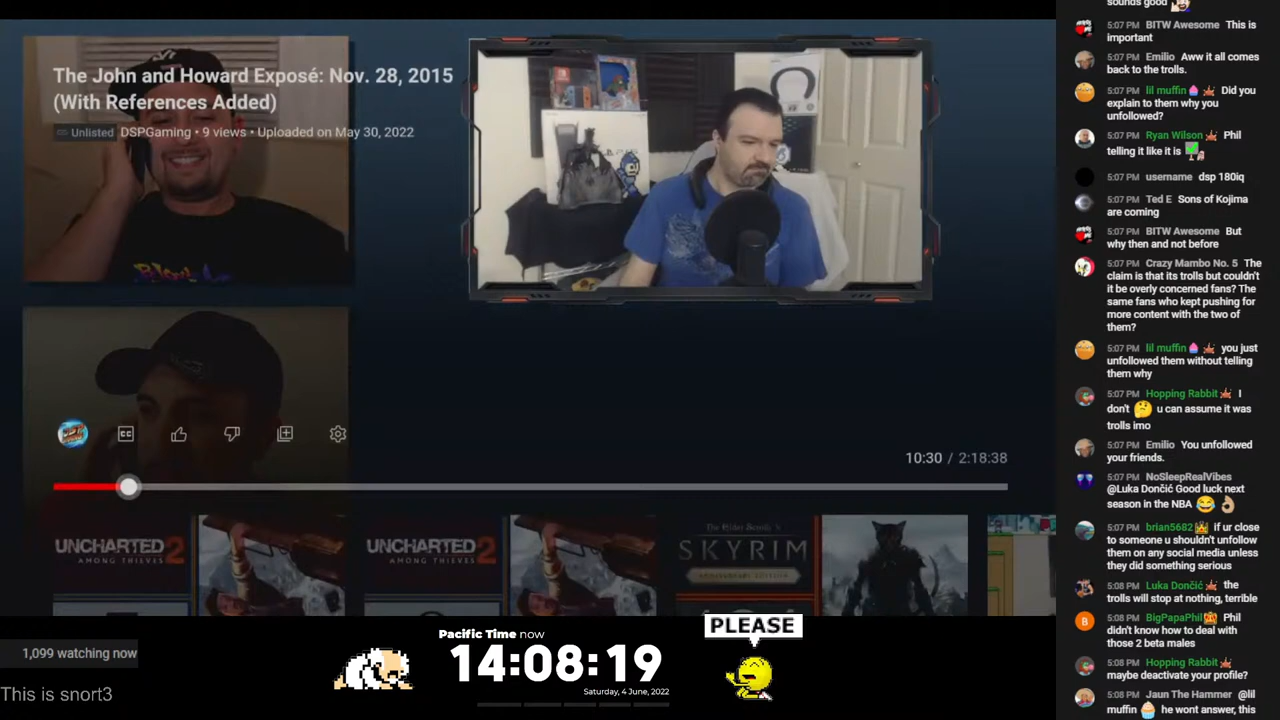 The John and Howard Exposé: Nov. 28, 2015
(With References Added)
Unlisted DSPGaming • 9 views • Uploaded on May 30, 2022
CC
10:30 / 2:18:38
UNCHARTED 2
AMONG THIEVES
UNCHARTED 2
AMONG THIEVES
The Elder Scrolls V
SKYRIM
ANNIVERSARY EDITION
1,099 watching now
This is snort3
Pacific Time now
14:08:19
Saturday, 4 June, 2022
PLEASE
sounds good
5:07 PM BITW Awesome This is
important
5:07 PM Emilio Aww it all comes
back to the trolls.
5:07 PM lil muffin Did you
explain to them why you
unfollowed?
5:07 PM Ryan Wilson Phil
telling it like it is
5:07 PM username dsp 180iq
5:07 PM Ted E Sons of Kojima
are coming
5:07 PM BITW Awesome But
why then and not before
5:07 PM Crazy Mambo No. 5 The
claim is that its trolls but couldn't
it be overly concerned fans? The
same fans who kept pushing for
more content with the two of
them?
5:07 PM lil muffin you just
unfollowed them without telling
them why
5:07 PM Hopping Rabbit I
don't u can assume it was
trolls imo
5:07 PM Emilio You unfollowed
your friends.
5:07 PM NoSleepRealVibes
@Luka Dončić Good luck next
season in the NBA
5:07 PM brian5682 if ur close
to someone u shouldn't unfollow
them on any social media unless
they did something serious
5:08 PM Luka Dončić the
trolls will stop at nothing, terrible
5:08 PM BigPapaPhil Phil
didn't know how to deal with
those 2 beta males
5:08 PM Hopping Rabbit
maybe deactivate your profile?
5:08 PM Jaun The Hammer @lil
muffin he wont answer, this